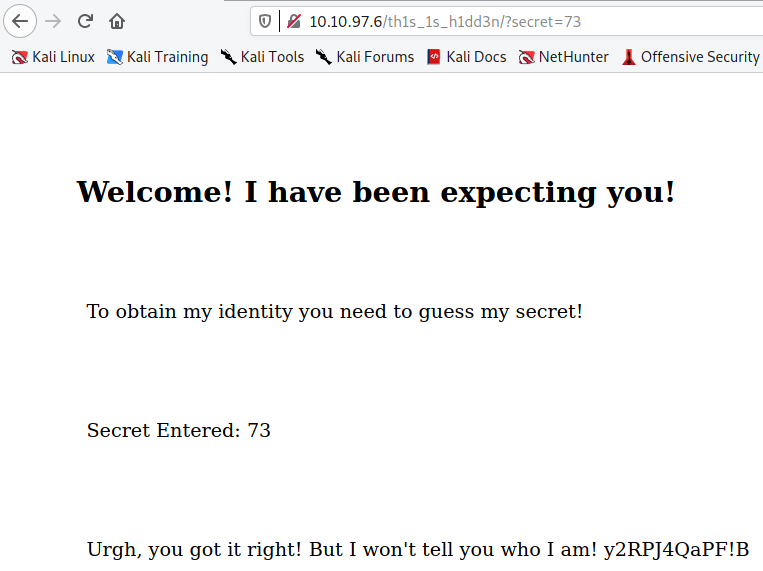 10.10.97.6/th1s_1s_h1dd3n/?secret=73
Kali Linux Kali Training Kali Tools Kali Forums Kali Docs NetHunter Offensive Security
Welcome! I have been expecting you!
To obtain my identity you need to guess my secret!
Secret Entered: 73
Urgh, you got it right! But I won't tell you who I am! y2RPJ4QaPF!B